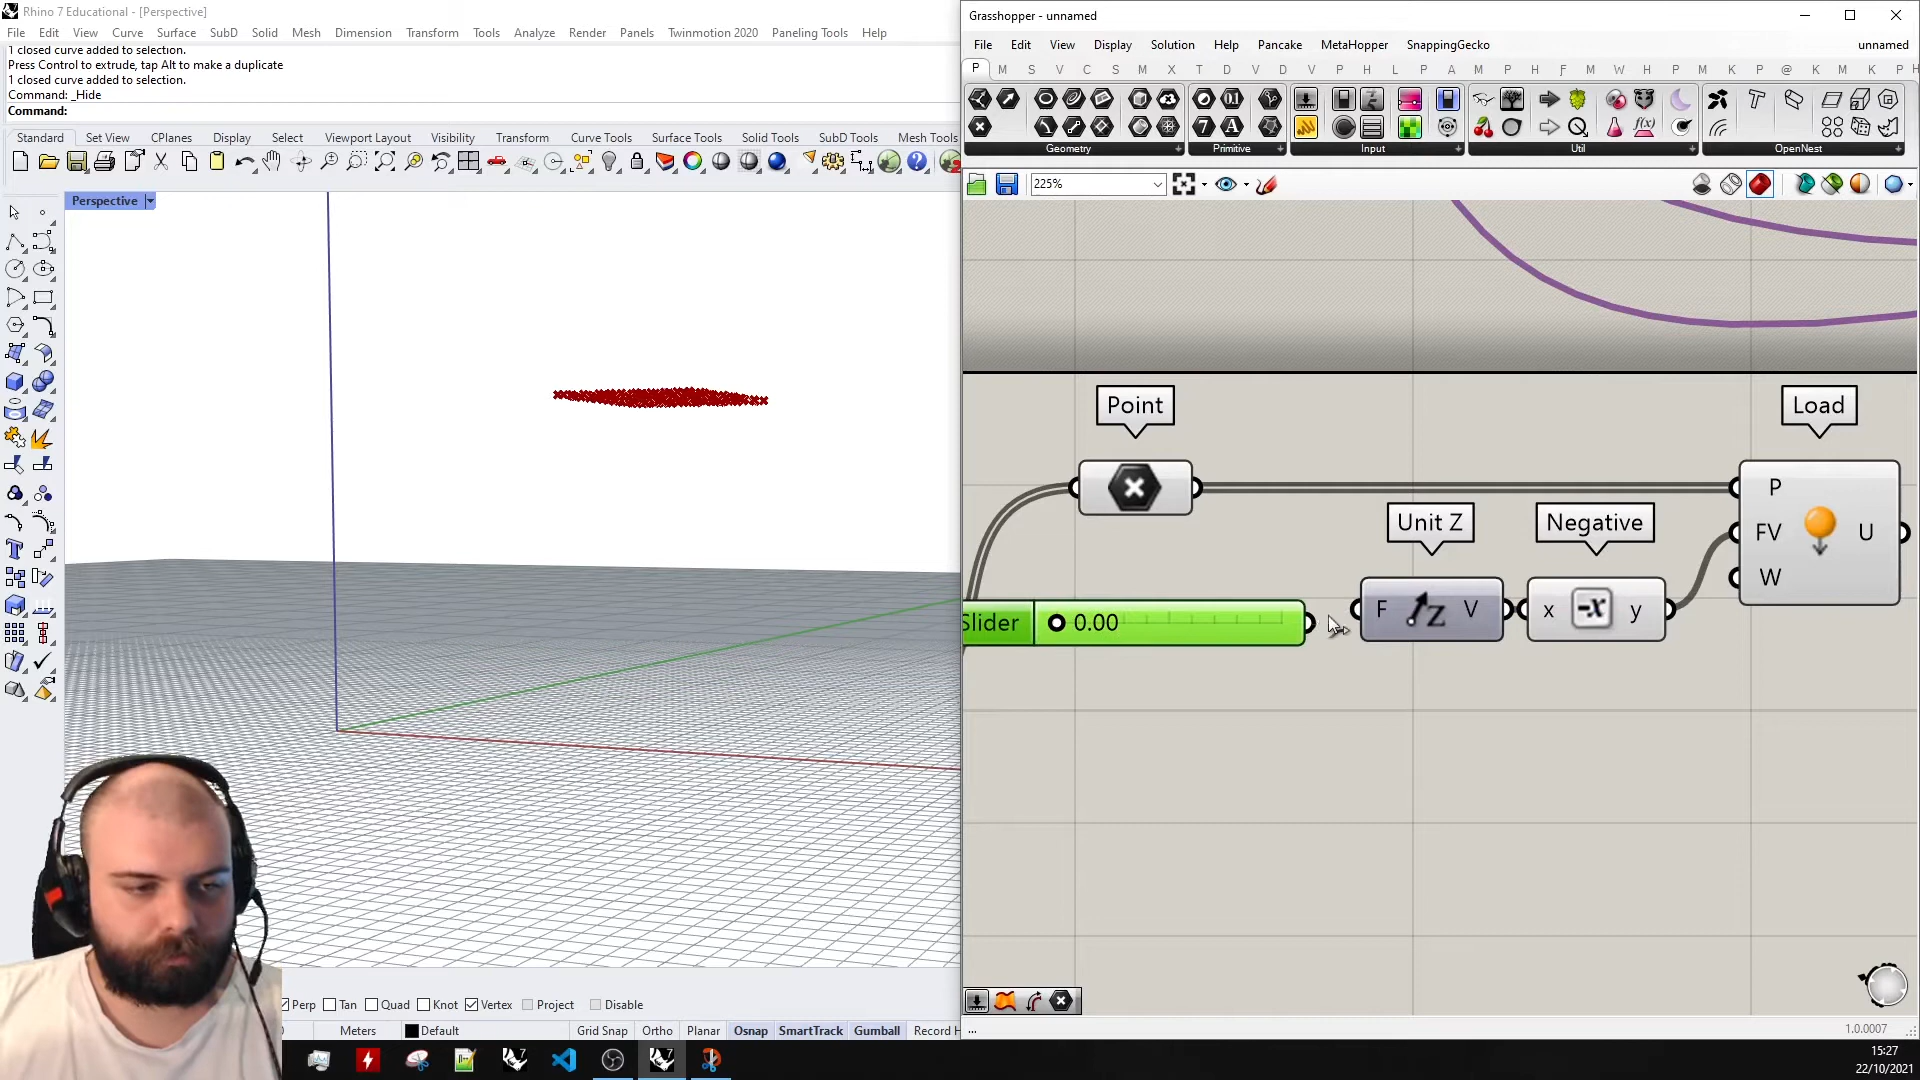 Rhino 7 Educational - [Perspective]
File Edit View Curve Surface SubD Solid Mesh Dimension Transform Tools Analyze Render Panels Twinmotion 2020 Paneling Tools Help
1 closed curve added to selection.
Press Control to extrude, tap Alt to make a duplicate
1 closed curve added to selection.
Command: _Hide
Command:
Standard Set View CPlanes Display Select Viewport Layout Visibility Transform Curve Tools Surface Tools Solid Tools SubD Tools Mesh Tools
Perspective
Perp Tan Quad Knot Vertex Project Disable
Meters Default Grid Snap Ortho Planar Osnap SmartTrack Gumball Record H
Grasshopper - unnamed
File Edit View Display Solution Help Pancake MetaHopper SnappingGecko unnamed
P M S V C S M X T D V D V P H L P A M P H F M W H P M K P @ K M K P H
Geometry Primitive Input Util OpenNest
225%
Point
Load
P
Unit Z
Negative
FV U
W
Slider 0.00
F Z V
x -x y
...
1.0.0007
15:27
22/10/2021